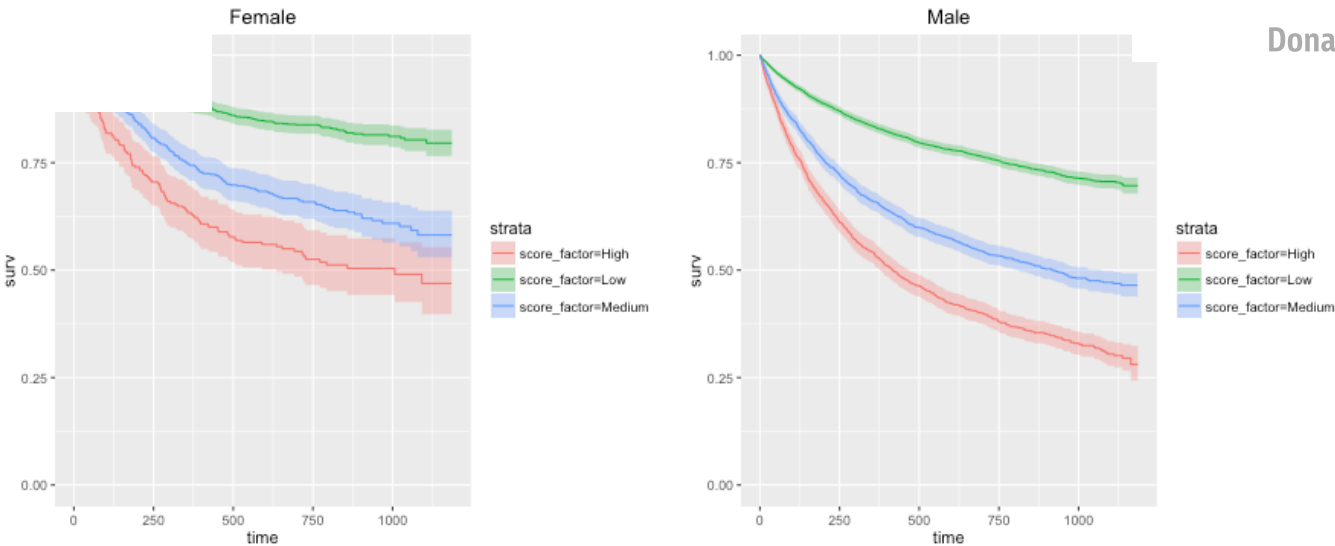 Female
0.75
0.50
0.25
0.00
surv
0
250
500
750
1000
time
strata
score_factor=High
score_factor=Low
score_factor=Medium
Male
1.00
0.75
0.50
0.25
0.00
surv
0
250
500
750
1000
time
strata
score_factor=High
score_factor=Low
score_factor=Medium
Dona